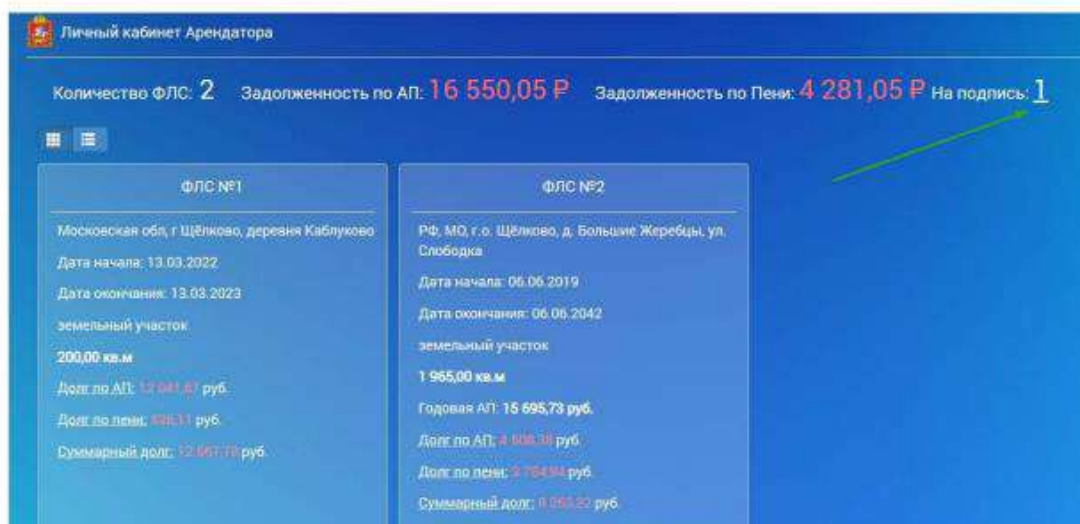 Личный кабинет Арендатора
Количество ФЛС: 2 Задолженность по АП: 16 550,05 ₽ Задолженность по Пени: 4 281,05 ₽ На подпись: 1
ФЛС №1
Московская обл, г Щёлково, деревня Каблуково
Дата начала: 13.03.2022
Дата окончания: 13.03.2023
земельный участок
200,00 кв.м
Долг по АП: руб.
Долг по пени: руб.
Суммарный долг: руб.
ФЛС №2
РФ, МО, г.о. Щёлково, д. Большие Жеребцы, ул.
Слободка
Дата начала: 06.06.2019
Дата окончания: 06.06.2042
земельный участок
1 965,00 кв.м
Годовая АП: 15 695,73 руб.
Долг по АП: руб.
Долг по пени: руб.
Суммарный долг: руб.